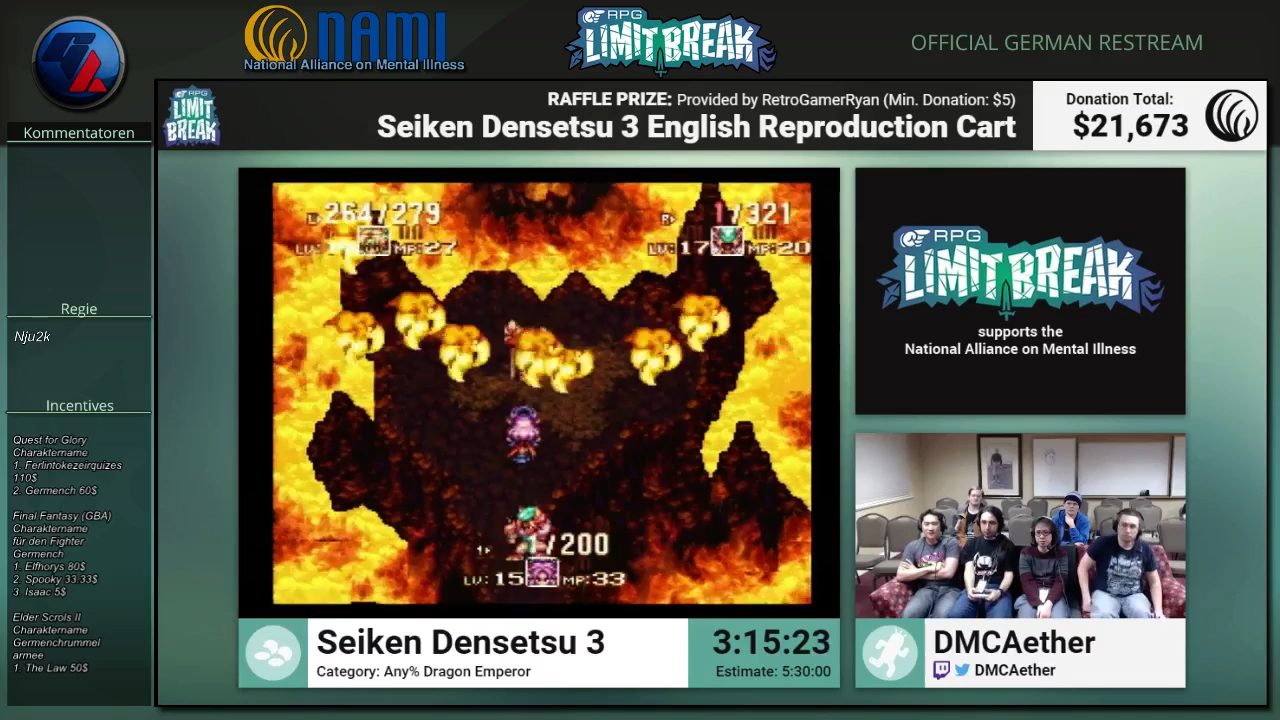 NAMI
National Alliance on Mental Illness
RPG
LIMIT BREAK
OFFICIAL GERMAN RESTREAM
Kommentatoren
Regie
Nju2k
Incentives
Quest for Glory
Charaktername
1. Ferlintokezeirquizes
110$
2. Germench 60$
Final Fantasy (GBA)
Charaktername
für den Fighter
Germench
1. Elfhorys 80$
2. Spooky 33.33$
3. Isaac 5$
Elder Scrols II
Charaktername
Germenchrummel
armee
1. The Law 50$
RPG
LIMIT
BREAK
RAFFLE PRIZE: Provided by RetroGamerRyan (Min. Donation: $5)
Seiken Densetsu 3 English Reproduction Cart
Donation Total:
$21,673
264/279
MP:27
1/321
LV:17 MP:20
1/200
LV:15 MP:33
RPG
LIMIT BREAK
supports the
National Alliance on Mental Illness
Seiken Densetsu 3
Category: Any% Dragon Emperor
3:15:23
Estimate: 5:30:00
DMCAether
DMCAether